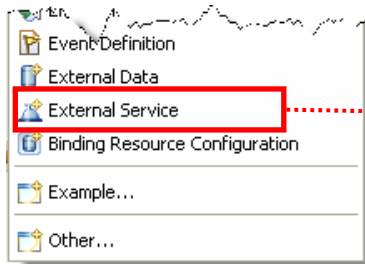 Event Definition
External Data
External Service
Binding Resource Configuration
Example...
Other...